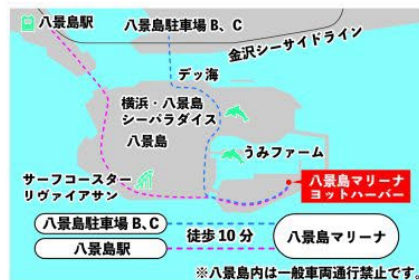 八景島駅
八景島駐車場 B、C
金沢シーサイドライン
デッ海
横浜・八景島
シーパラダイス
八景島
うみファーム
サーフコースター
リヴァイアサン
八景島マリーナ
ヨットハーバー
八景島駐車場 B、C
八景島駅
徒歩 10 分
八景島マリーナ
※八景島内は一般車両通行禁止です。